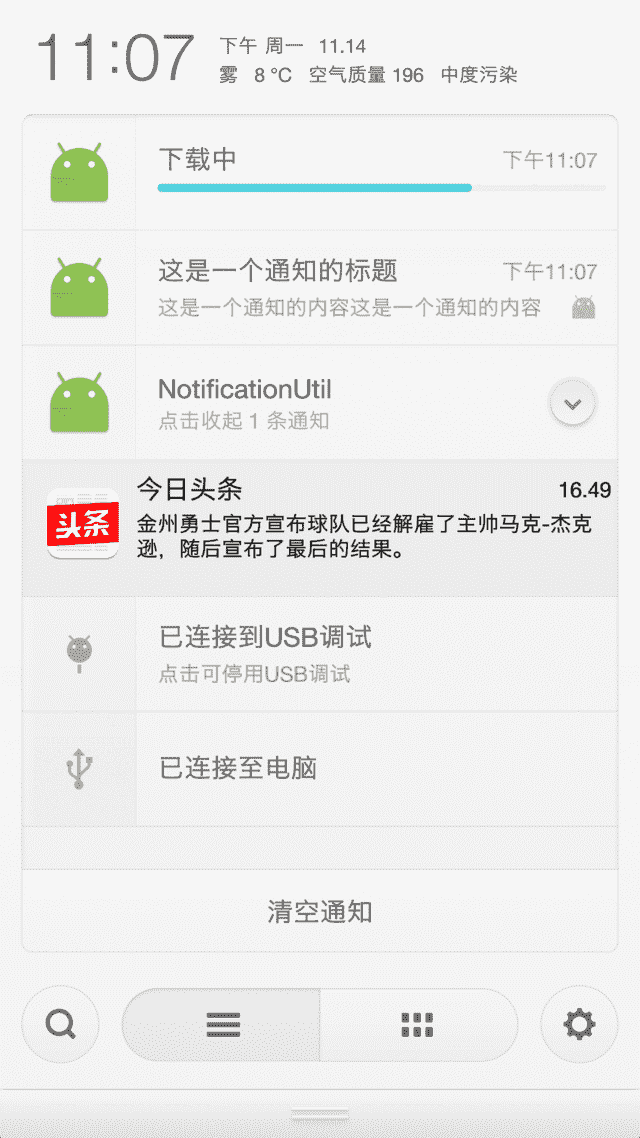 11:07
下午 周一 11.14
雾 8 °C 空气质量 196 中度污染
下载中 下午11:07
这是一个通知的标题 下午11:07
这是一个通知的内容这是一个通知的内容
NotificationUtil
点击收起 1 条通知
头条
今日头条 16.49
金州勇士官方宣布球队已经解雇了主帅马克-杰克
逊，随后宣布了最后的结果。
已连接到USB调试
点击可停用USB调试
已连接至电脑
清空通知